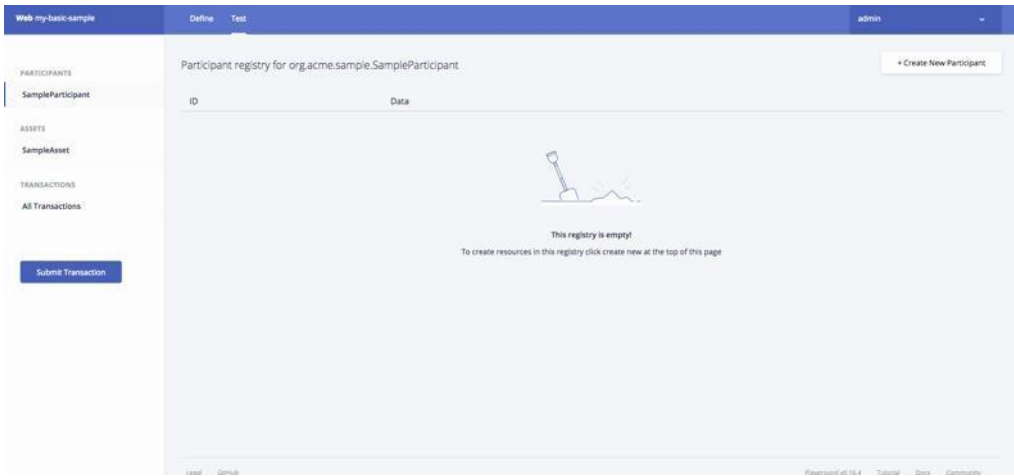 Web my-basic-sample
Define Test
admin
PARTICIPANTS
SampleParticipant
ASSETS
SampleAsset
TRANSACTIONS
All Transactions
Submit Transaction
Participant registry for org.acme.sample.SampleParticipant
+ Create New Participant
ID Data
This registry is empty!
To create resources in this registry click create new at the top of this page
Legal GitHub
Playground Tutorial Docs Community